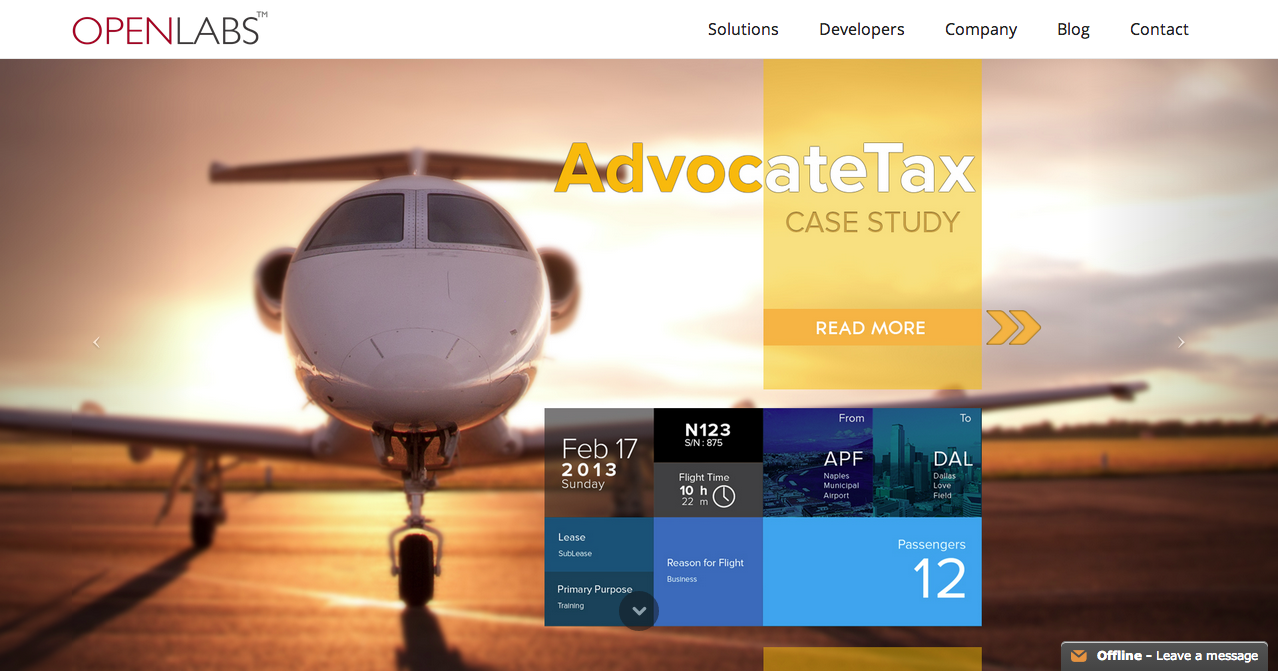 OPENLABS™
Solutions
Developers
Company
Blog
Contact
AdvocateTax
CASE STUDY
READ MORE
Feb 17
2013
Sunday
N123
S/N : 875
Flight Time
10 h
22 m
From
APF
Naples
Municipal
Airport
To
DAL
Dallas
Love
Field
Lease
SubLease
Primary Purpose
Training
Reason for Flight
Business
Passengers
12
Offline - Leave a message